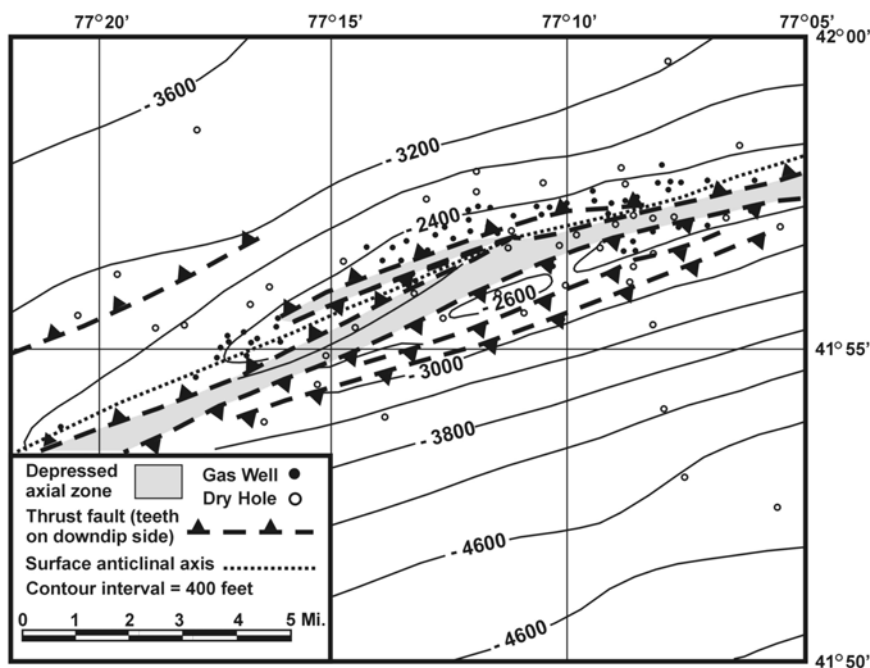 77°20' 77°15' 77°10' 77°05'
42°00'
- 3600
- 3200
- 2400
- 2600
- 3000
41°55'
- 3800
- 4600
- 4600
41°50'
Depressed
axial zone
Gas Well
Dry Hole
Thrust fault (teeth
on downdip side)
Surface anticlinal axis
Contour interval = 400 feet
0 1 2 3 4 5 Mi.